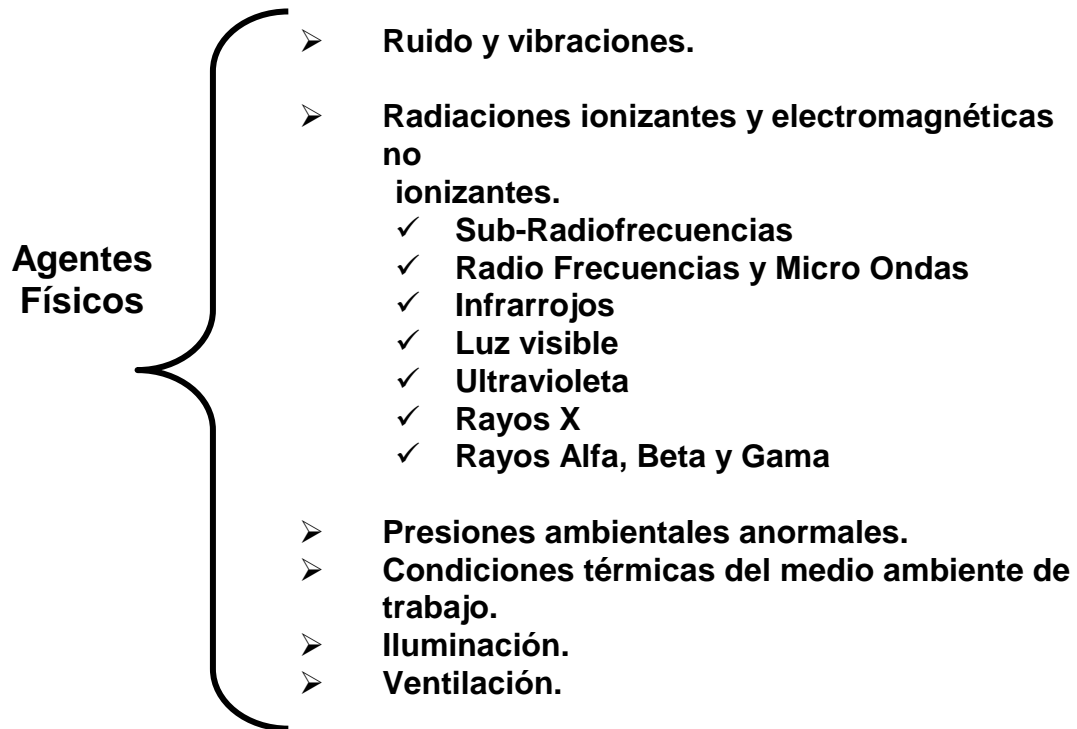 Agentes
Físicos
➢ Ruido y vibraciones.
➢ Radiaciones ionizantes y electromagnéticas
no
ionizantes.
✓ Sub-Radiofrecuencias
✓ Radio Frecuencias y Micro Ondas
✓ Infrarrojos
✓ Luz visible
✓ Ultravioleta
✓ Rayos X
✓ Rayos Alfa, Beta y Gama
➢ Presiones ambientales anormales.
➢ Condiciones térmicas del medio ambiente de
trabajo.
➢ Iluminación.
➢ Ventilación.